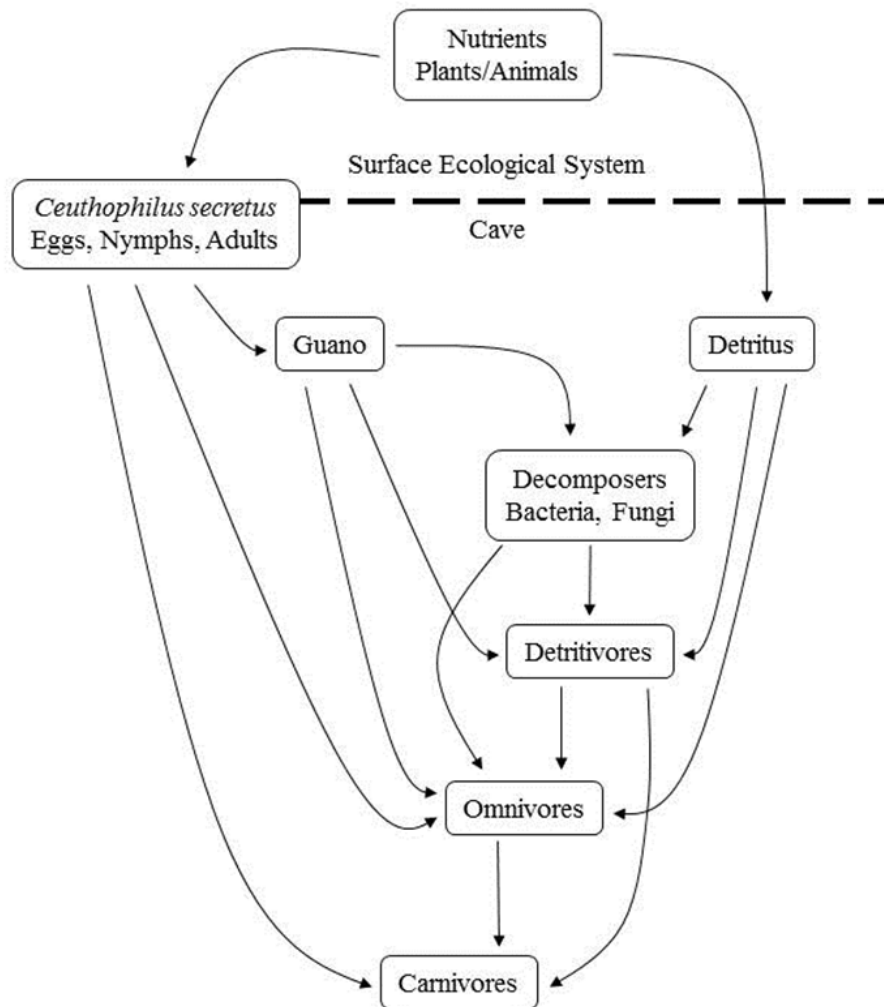 Nutrients
Plants/Animals
Surface Ecological System
Ceuthophilus secretus
Eggs, Nymphs, Adults
Cave
Guano
Detritus
Decomposers
Bacteria, Fungi
Detritivores
Omnivores
Carnivores